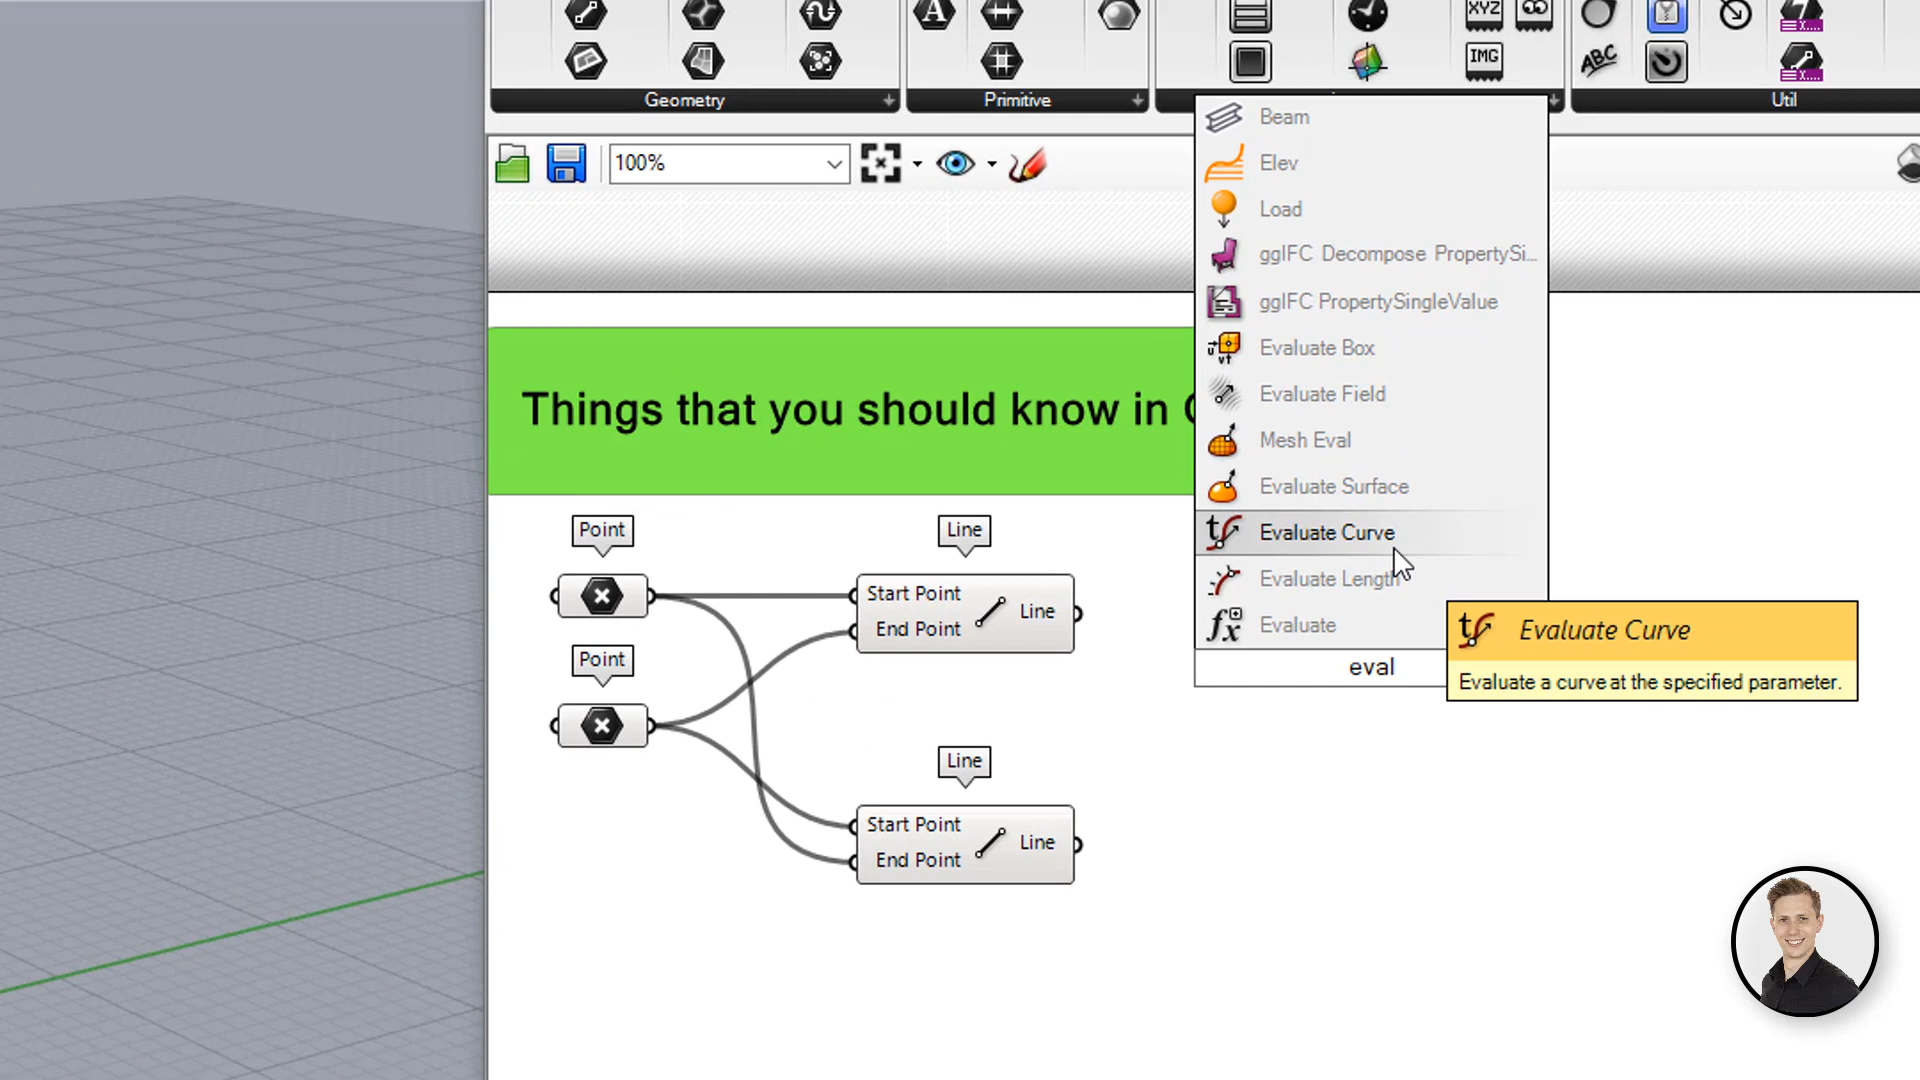 A
XYZ
IMG
ABC
X....
X....
Geometry
Primitive
Util
100%
Beam
Elev
Load
ggIFC Decompose PropertySi...
ggIFC PropertySingleValue
Evaluate Box
Evaluate Field
Mesh Eval
Evaluate Surface
Evaluate Curve
Evaluate Length
Evaluate
eval
Evaluate Curve
Evaluate a curve at the specified parameter.
Things that you should know in
Point
Line
Start Point
End Point
Line
Point
Line
Start Point
End Point
Line